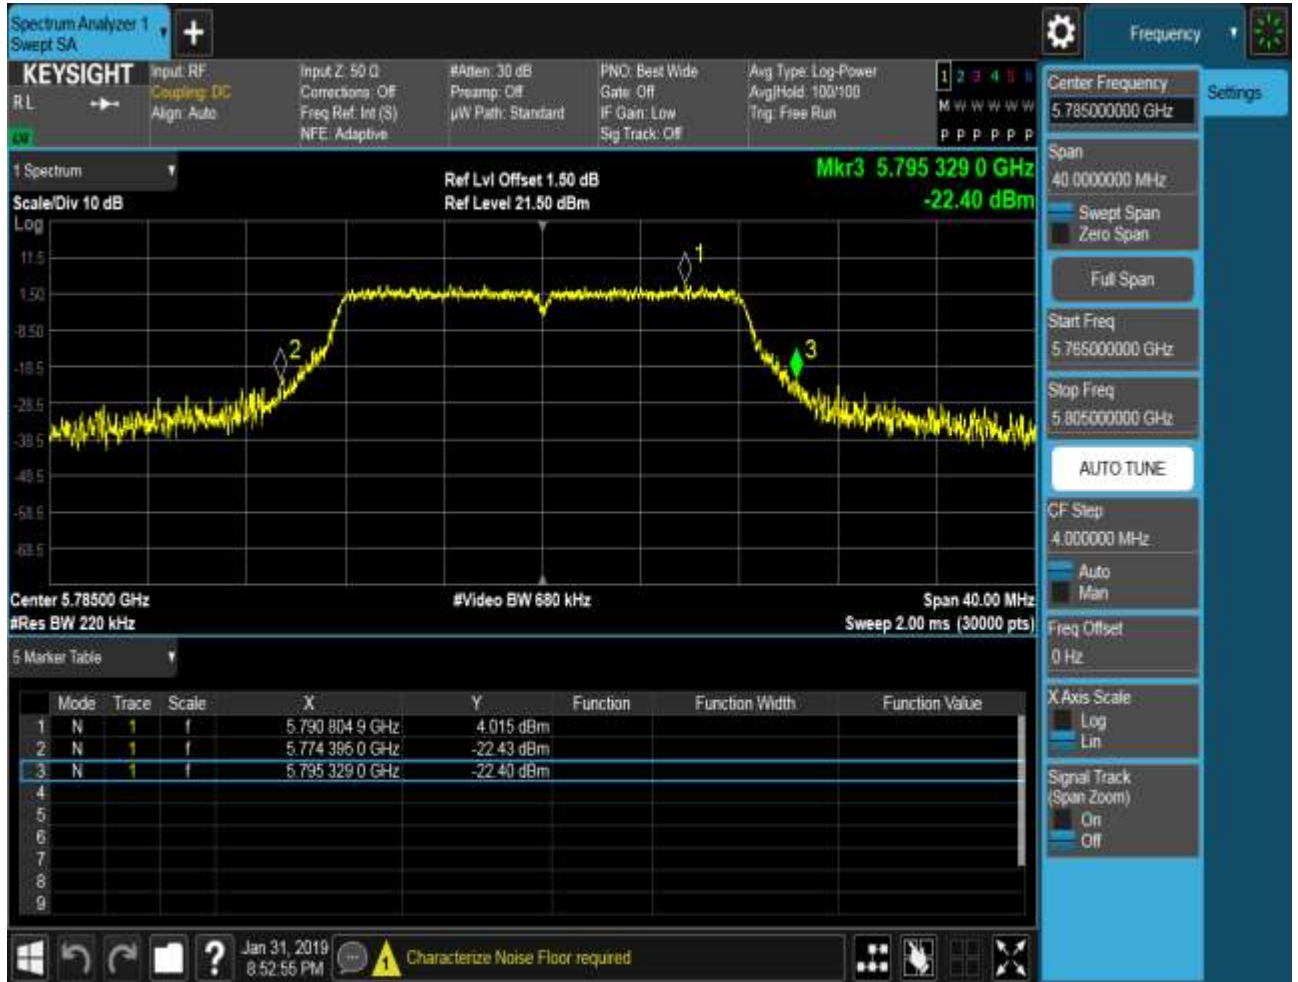 Spectrum Analyzer 1
Swept SA
+
Frequency
KEYSIGHT
R L
Input: RF
Coupling: DC
Align: Auto
Input Z: 50 Ω
Corrections: Off
Freq Ref: Int (S)
NFE: Adaptive
#Atten: 30 dB
Preamp: Off
µW Path: Standard
PNO: Best Wide
Gate: Off
IF Gain: Low
Sig Track: Off
Avg Type: Log-Power
Avg|Hold: 100/100
Trig: Free Run
1 2 3 4 5 6
M W W W W W
P P P P P P
1 Spectrum
Scale/Div 10 dB
Ref Lvl Offset 1.50 dB
Ref Level 21.50 dBm
Mkr3 5.795 329 0 GHz
-22.40 dBm
Log
11.5
1.50
-8.50
-18.5
-28.5
-38.5
-48.5
-58.5
-68.5
1
2
3
Center 5.78500 GHz
#Video BW 680 kHz
Span 40.00 MHz
#Res BW 220 kHz
Sweep 2.00 ms (30000 pts)
5 Marker Table
Mode Trace Scale X Y Function Function Width Function Value
1 N 1 f 5.790 804 9 GHz 4.015 dBm
2 N 1 f 5.774 395 0 GHz -22.43 dBm
3 N 1 f 5.795 329 0 GHz -22.40 dBm
4
5
6
7
8
9
Center Frequency
5.785000000 GHz
Settings
Span
40.0000000 MHz
Swept Span
Zero Span
Full Span
Start Freq
5.765000000 GHz
Stop Freq
5.805000000 GHz
AUTO TUNE
CF Step
4.000000 MHz
Auto
Man
Freq Offset
0 Hz
X Axis Scale
Log
Lin
Signal Track
(Span Zoom)
On
Off
?
Jan 31, 2019
8:52:55 PM
1
Characterize Noise Floor required